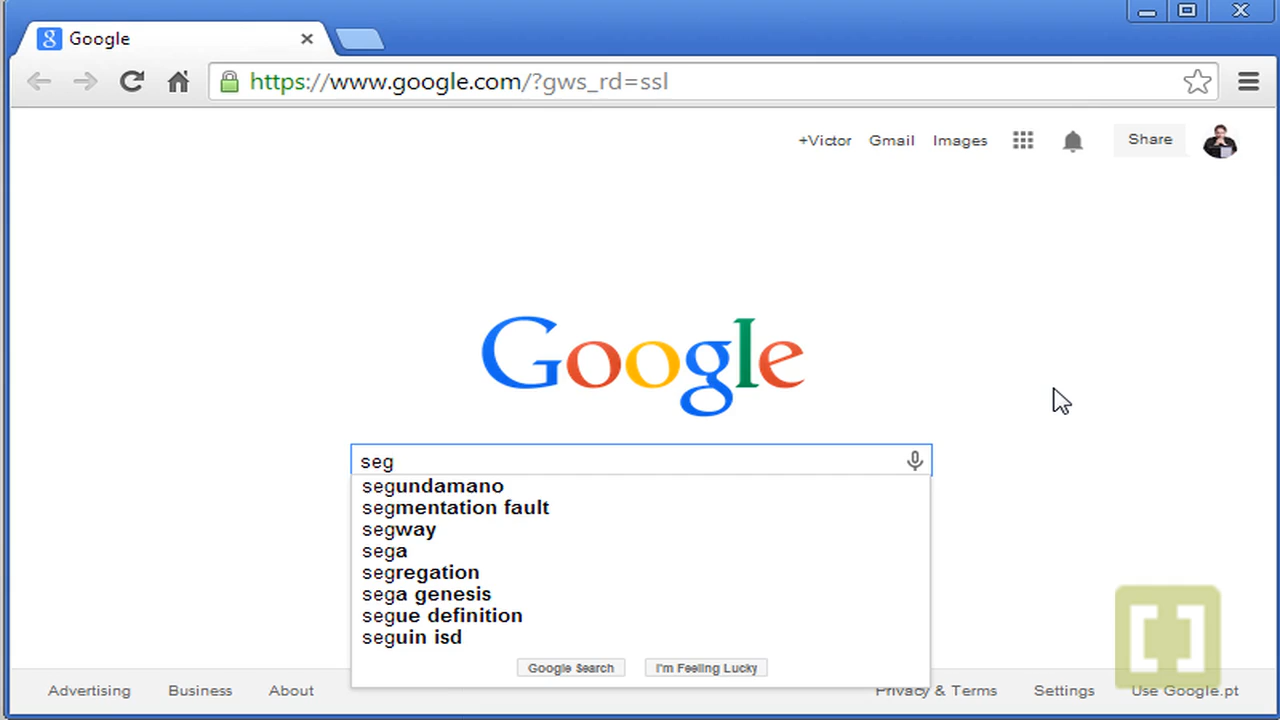 Google
https://www.google.com/?gws_rd=ssl
+Victor Gmail Images Share
Google
seg
segundamano
segmentation fault
segway
sega
segregation
sega genesis
segue definition
seguin isd
Google Search I'm Feeling Lucky
Advertising Business About Privacy & Terms Settings Use Google.pt